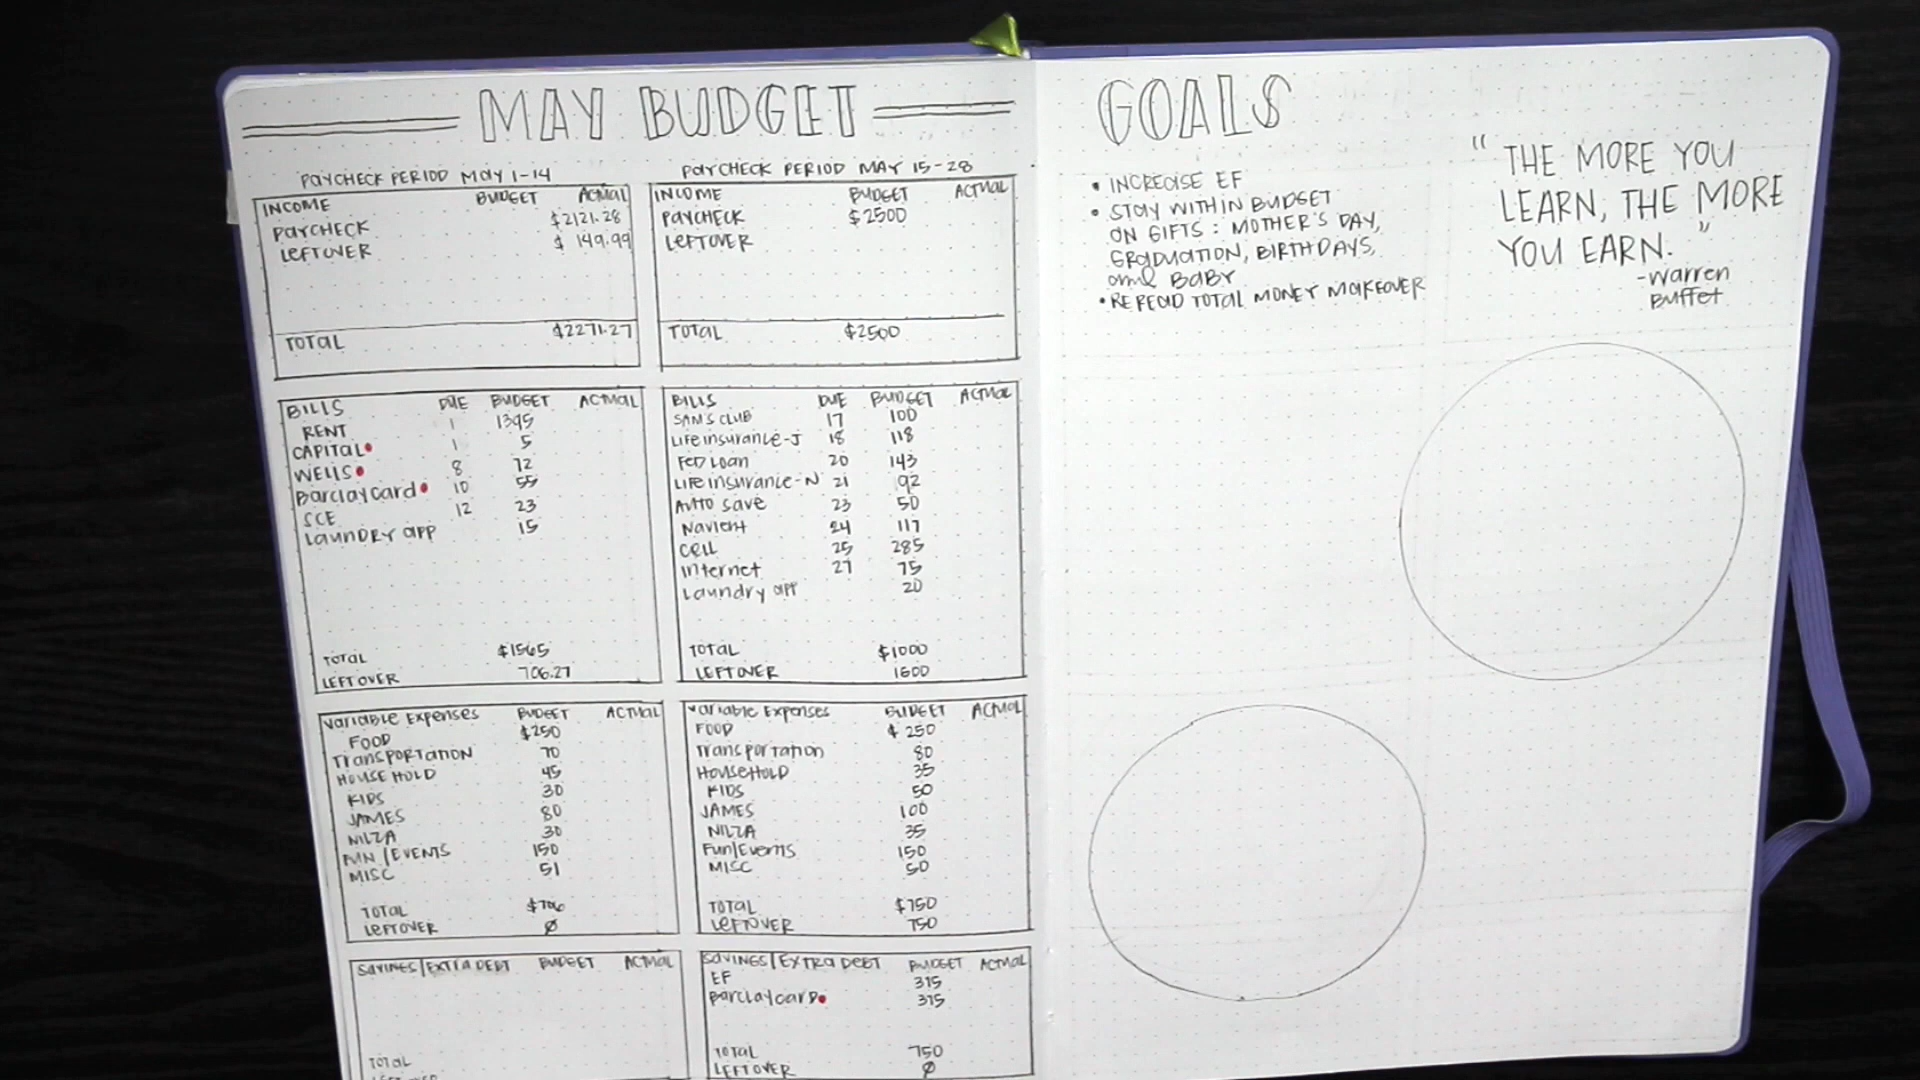 MAY BUDGET
PAYCHECK PERIOD MAY 1-14
INCOME BUDGET ACTUAL
PAYCHECK $2121.28
LEFTOVER $ 149.99
TOTAL $2271.27
BILLS DUE BUDGET ACTUAL
RENT 1 1395
CAPITAL 1 5
WELLS 8 72
Barclaycard 10 55
SCE 12 23
LAUNDRY APP 15
TOTAL $1565
LEFTOVER 706.27
Variable Expenses BUDGET ACTUAL
FOOD $250
TRANSPORTATION 70
HOUSEHOLD 45
KIDS 30
JAMES 80
NILZA 30
FUN/EVENTS 150
MISC 51
TOTAL $706
LEFTOVER ∅
SAVINGS/EXTRA DEBT BUDGET ACTUAL
TOTAL
LEFTOVER
PAYCHECK PERIOD MAY 15-28
INCOME BUDGET ACTUAL
PAYCHECK $2500
LEFTOVER
TOTAL $2500
BILLS DUE BUDGET ACTUAL
SAM'S CLUB 17 100
Life insurance-J 18 118
FED LOAN 20 143
Life insurance-N 21 92
AUTO Save 23 50
Navient 24 117
CELL 25 285
Internet 27 75
Laundry app 20
TOTAL $1000
LEFTOVER 1500
Variable Expenses BUDGET ACTUAL
FOOD $ 250
Transportation 80
HouseHOLD 35
KIDS 50
JAMES 100
NILZA 35
Fun/Events 150
MISC 50
TOTAL $750
LEFTOVER 750
SAVINGS/EXTRA DEBT BUDGET ACTUAL
EF 375
Barclaycard 375
TOTAL 750
LEFTOVER ∅
GOALS
• INCREASE EF
• STAY WITHIN BUDGET
ON GIFTS: MOTHER'S DAY,
GRADUATION, BIRTHDAYS,
and BABY
• REREAD TOTAL MONEY MAKEOVER
"THE MORE YOU
LEARN, THE MORE
YOU EARN."
-Warren
Buffet